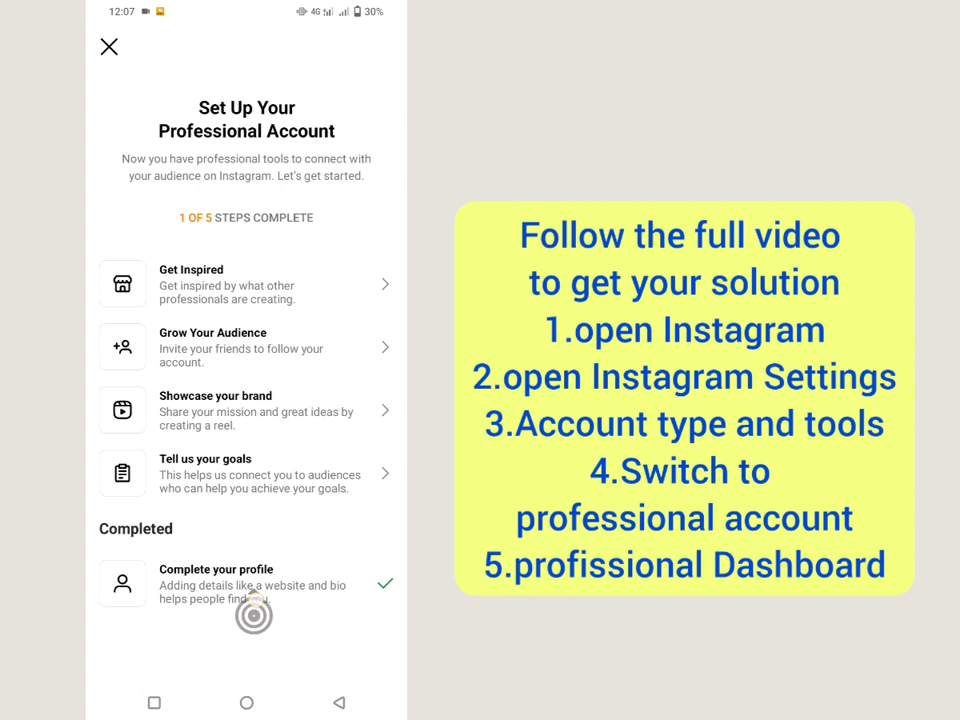 12:07
4G
30%
Set Up Your
Professional Account
Now you have professional tools to connect with
your audience on Instagram. Let's get started.
1 OF 5 STEPS COMPLETE
Get Inspired
Get inspired by what other
professionals are creating.
Grow Your Audience
Invite your friends to follow your
account.
Showcase your brand
Share your mission and great ideas by
creating a reel.
Tell us your goals
This helps us connect you to audiences
who can help you achieve your goals.
Completed
Complete your profile
Adding details like a website and bio
helps people find
Follow the full video
to get your solution
1.open Instagram
2.open Instagram Settings
3.Account type and tools
4.Switch to
professional account
5.profissional Dashboard